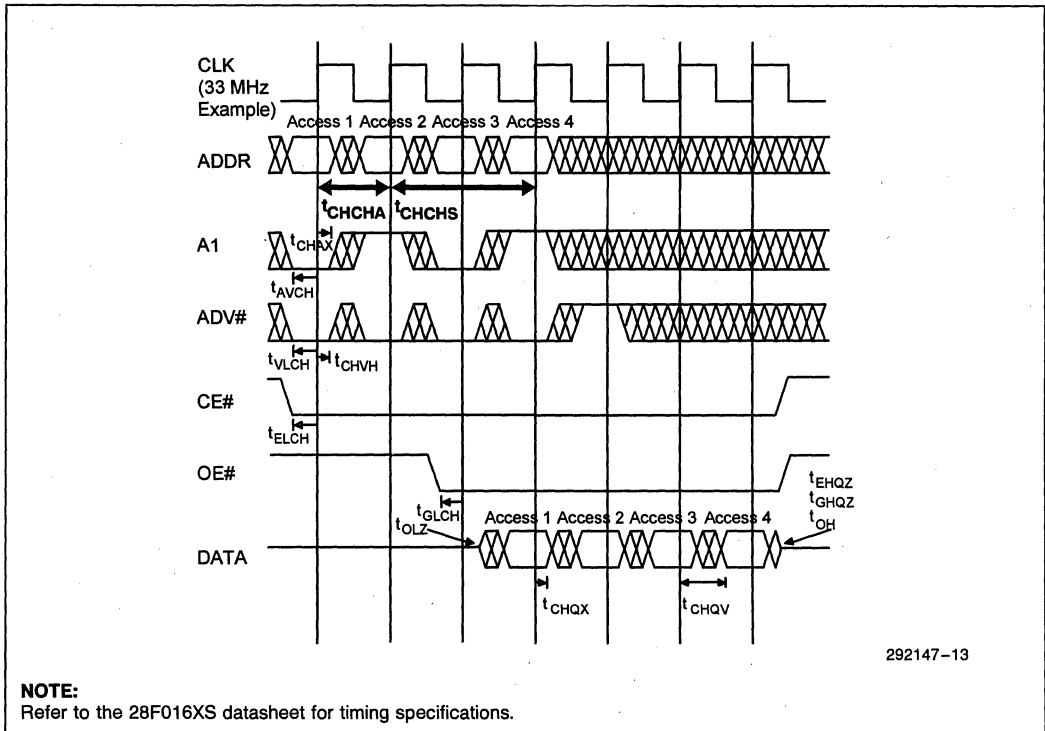 CLK
(33 MHz
Example)
Access 1 Access 2 Access 3 Access 4
ADDR
tCHCHA tCHCHS
A1
tCHAX
tAVCH
ADV#
tVLCH tCHVH
CE#
tELCH
OE#
tEHQZ
tGHQZ
tOH
tGLCH
tOLZ
Access 1 Access 2 Access 3 Access 4
DATA
tCHQX tCHQV
292147–13
NOTE:
Refer to the 28F016XS datasheet for timing specifications.